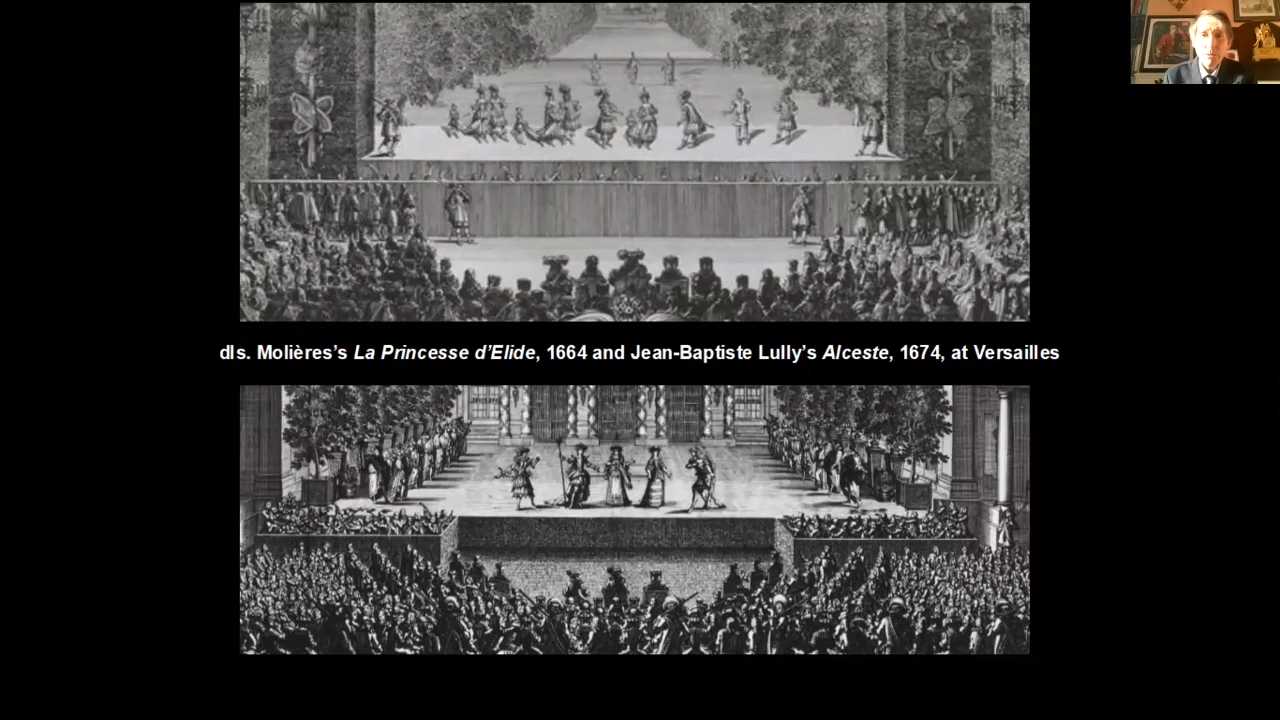 dls. Molières’s La Princesse d’Elide, 1664 and Jean-Baptiste Lully’s Alceste, 1674, at Versailles